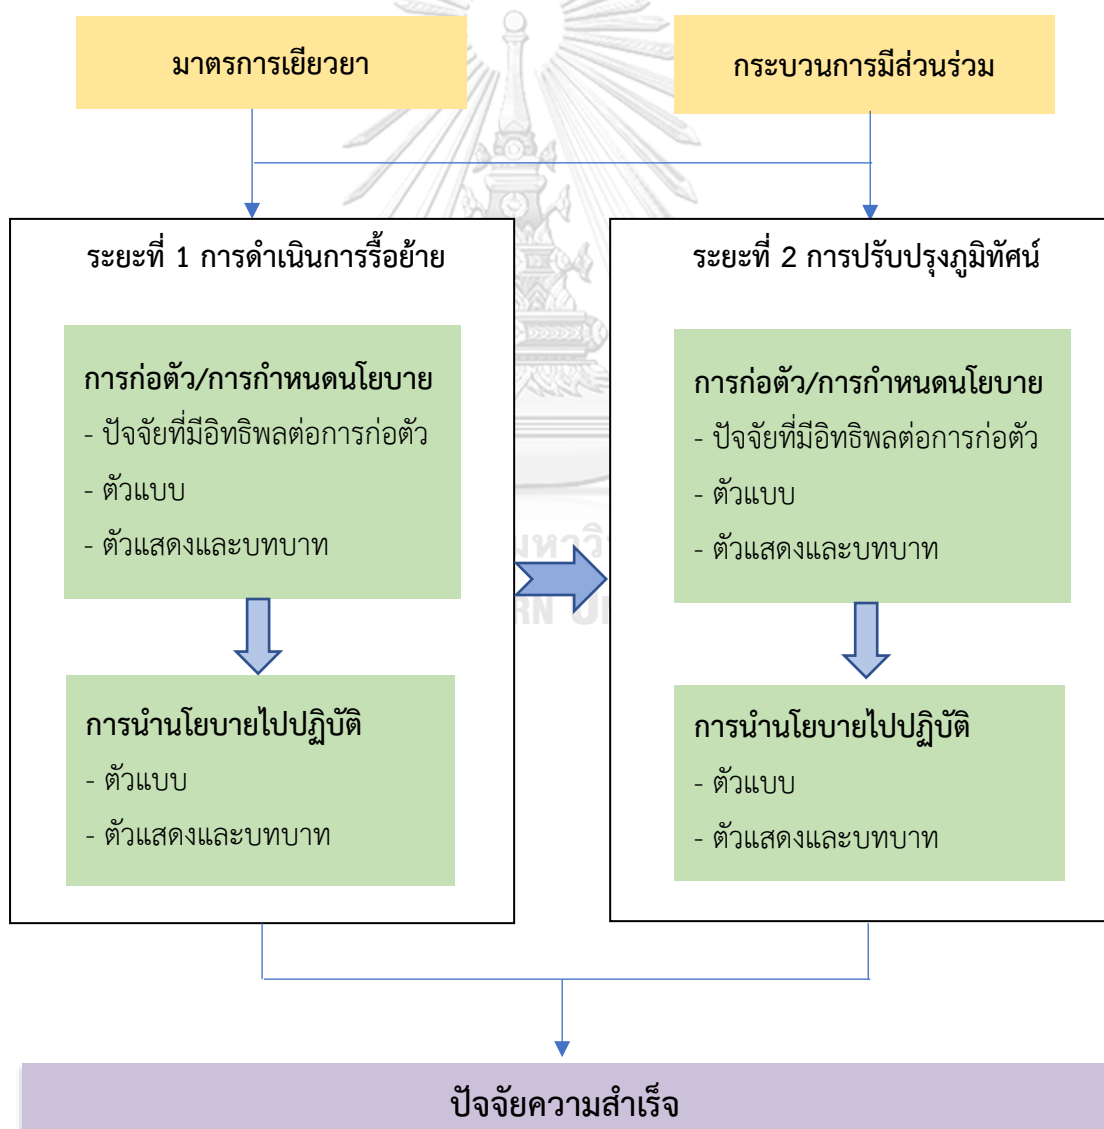 มาตรการเยียวยา
กระบวนการมีส่วนร่วม
ระยะที่ 1 การดำเนินการรื้อย้าย
การก่อตัว/การกำหนดนโยบาย
- ปัจจัยที่มีอิทธิพลต่อการก่อตัว
- ตัวแบบ
- ตัวแสดงและบทบาท
การนำนโยบายไปปฏิบัติ
- ตัวแบบ
- ตัวแสดงและบทบาท
ระยะที่ 2 การปรับปรุงภูมิทัศน์
การก่อตัว/การกำหนดนโยบาย
- ปัจจัยที่มีอิทธิพลต่อการก่อตัว
- ตัวแบบ
- ตัวแสดงและบทบาท
การนำนโยบายไปปฏิบัติ
- ตัวแบบ
- ตัวแสดงและบทบาท
ปัจจัยความสำเร็จ